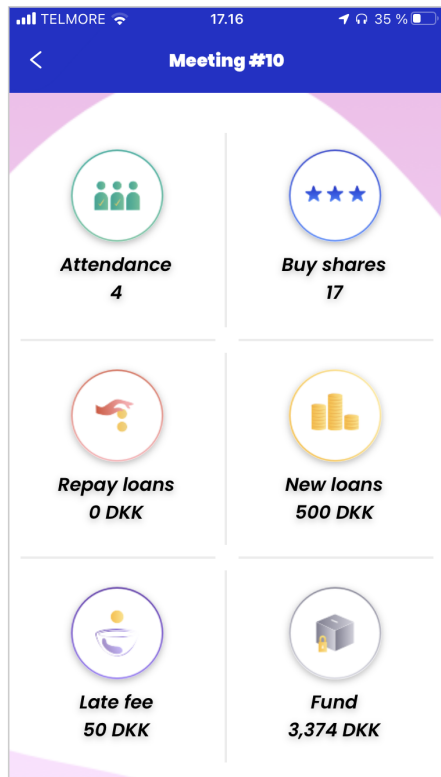 TELMORE 17.16 35 %
Meeting #10
Attendance
4
Buy shares
17
Repay loans
0 DKK
New loans
500 DKK
Late fee
50 DKK
Fund
3,374 DKK